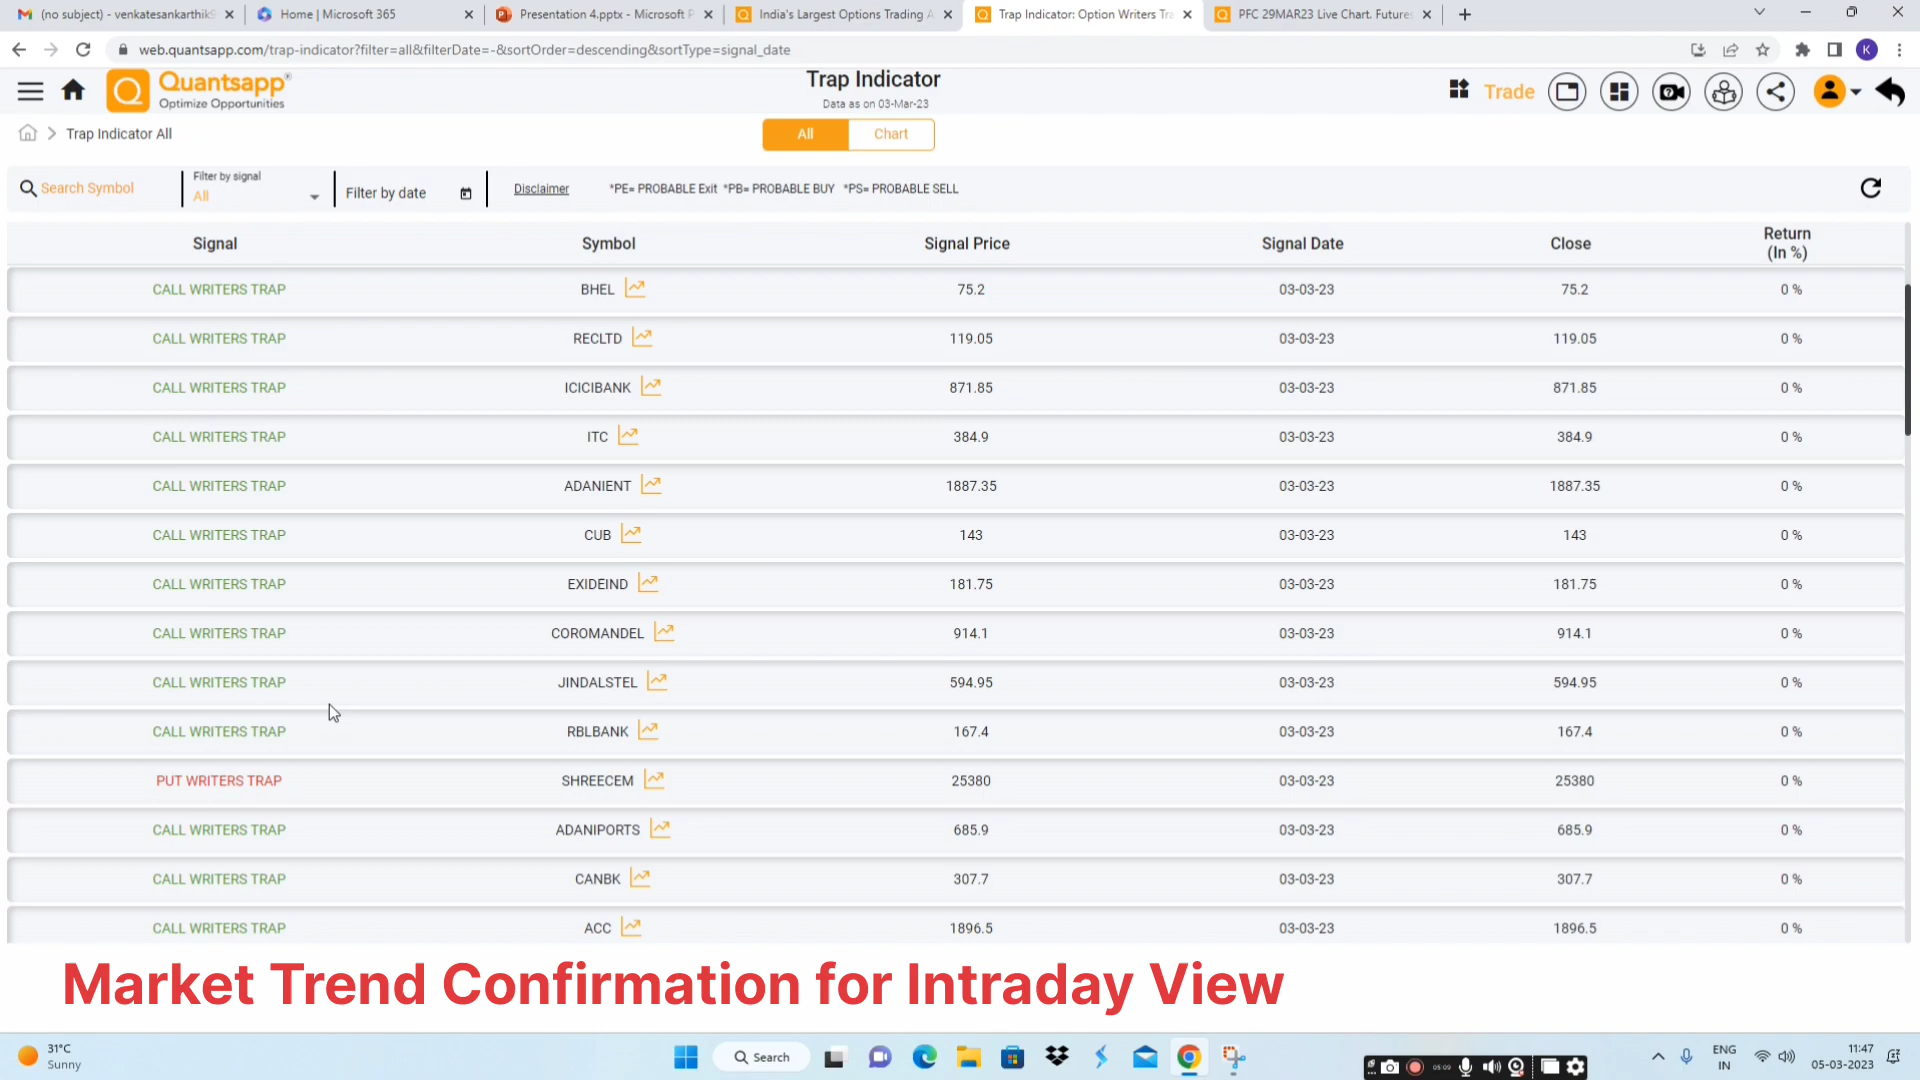 (no subject) - venkatesankarthik9
Home | Microsoft 365
Presentation 4.pptx - Microsoft P
India's Largest Options Trading A
Trap Indicator: Option Writers Tra
PFC 29MAR23 Live Chart. Futures
web.quantsapp.com/trap-indicator?filter=all&filterDate=-&sortOrder=descending&sortType=signal_date
K
Quantsapp®
Optimize Opportunities
Trap Indicator
Data as on 03-Mar-23
Trade
Trap Indicator All
All Chart
Search Symbol
Filter by signal
All
Filter by date
Disclaimer
*PE= PROBABLE Exit *PB= PROBABLE BUY *PS= PROBABLE SELL
Signal Symbol Signal Price Signal Date Close Return
(In %)
CALL WRITERS TRAP BHEL 75.2 03-03-23 75.2 0 %
CALL WRITERS TRAP RECLTD 119.05 03-03-23 119.05 0 %
CALL WRITERS TRAP ICICIBANK 871.85 03-03-23 871.85 0 %
CALL WRITERS TRAP ITC 384.9 03-03-23 384.9 0 %
CALL WRITERS TRAP ADANIENT 1887.35 03-03-23 1887.35 0 %
CALL WRITERS TRAP CUB 143 03-03-23 143 0 %
CALL WRITERS TRAP EXIDEIND 181.75 03-03-23 181.75 0 %
CALL WRITERS TRAP COROMANDEL 914.1 03-03-23 914.1 0 %
CALL WRITERS TRAP JINDALSTEL 594.95 03-03-23 594.95 0 %
CALL WRITERS TRAP RBLBANK 167.4 03-03-23 167.4 0 %
PUT WRITERS TRAP SHREECEM 25380 03-03-23 25380 0 %
CALL WRITERS TRAP ADANIPORTS 685.9 03-03-23 685.9 0 %
CALL WRITERS TRAP CANBK 307.7 03-03-23 307.7 0 %
CALL WRITERS TRAP ACC 1896.5 03-03-23 1896.5 0 %
Market Trend Confirmation for Intraday View
31°C
Sunny
Search
05:09
ENG
IN
11:47
05-03-2023